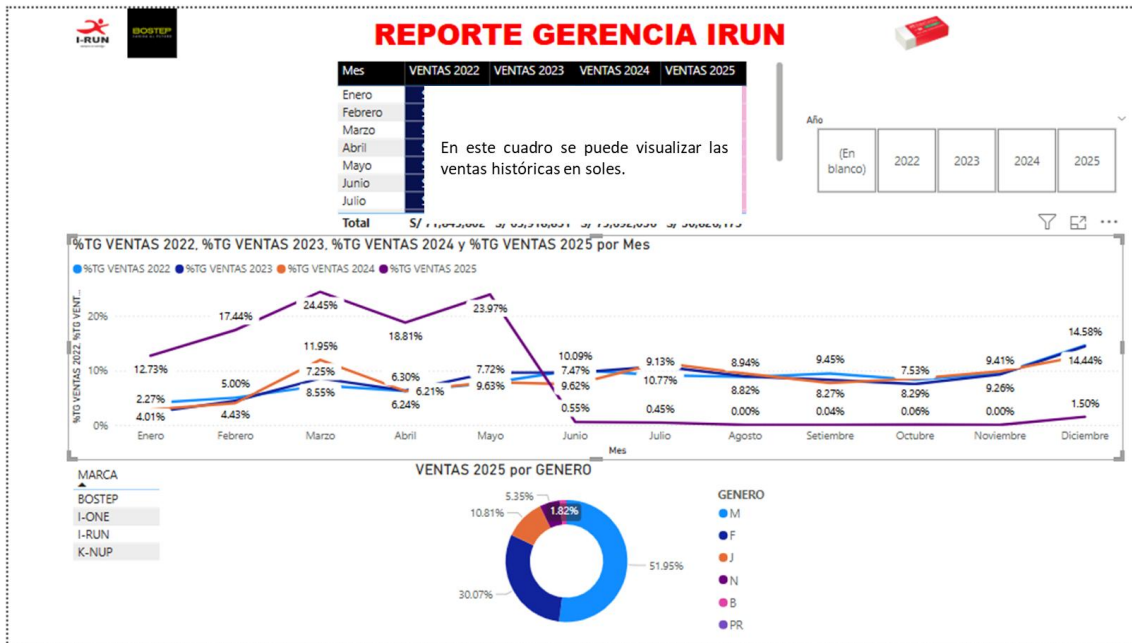 I-RUN
BOSTEP
REPORTE GERENCIA IRUN
Mes VENTAS 2022 VENTAS 2023 VENTAS 2024 VENTAS 2025
Enero
Febrero
Marzo
Abril
Mayo
Junio
Julio
En este cuadro se puede visualizar las
ventas históricas en soles.
Total S/
Año
(En
blanco)
2022
2023
2024
2025
%TG VENTAS 2022, %TG VENTAS 2023, %TG VENTAS 2024 y %TG VENTAS 2025 por Mes
%TG VENTAS 2022 %TG VENTAS 2023 %TG VENTAS 2024 %TG VENTAS 2025
%TG VENTAS 2022, %TG VENT...
20%
10%
0%
12.73% 17.44% 24.45% 18.81% 23.97% 0.55% 0.45% 0.00% 0.04% 0.06% 0.00% 1.50%
2.27% 5.00% 11.95% 6.30% 7.72% 10.09% 9.13% 8.94% 9.45% 7.53% 9.41% 14.58%
4.01% 4.43% 7.25% 6.21% 9.63% 7.47% 10.77% 8.82% 8.27% 8.29% 9.26% 14.44%
8.55% 6.24% 9.62%
Enero Febrero Marzo Abril Mayo Junio Julio Agosto Setiembre Octubre Noviembre Diciembre
Mes
MARCA
BOSTEP
I-ONE
I-RUN
K-NUP
VENTAS 2025 por GENERO
5.35%
1.82%
10.81%
51.95%
30.07%
GENERO
M
F
J
N
B
PR